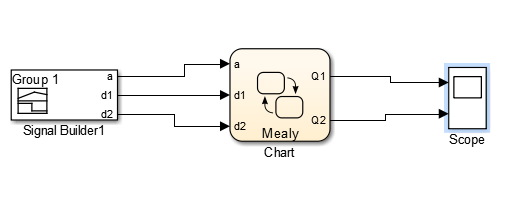 Group 1
a
d1
d2
Signal Builder1
a
d1
d2
Q1
Q2
Mealy
Chart
Scope